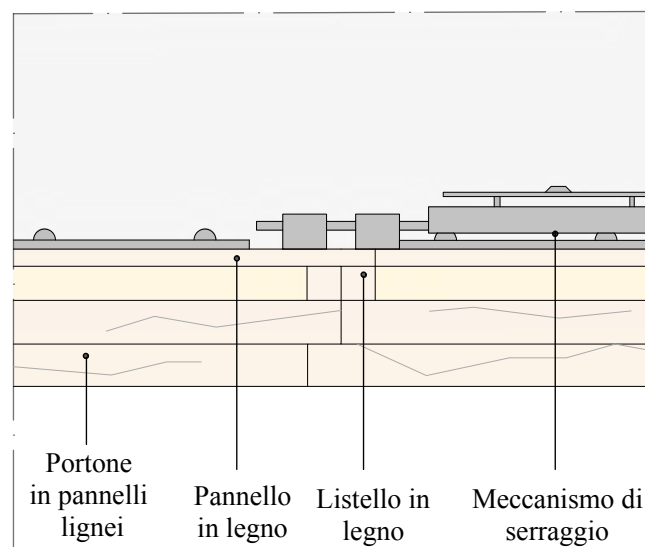 Portone
in pannelli
lignei
Pannello
in legno
Listello in
legno
Meccanismo di
serraggio